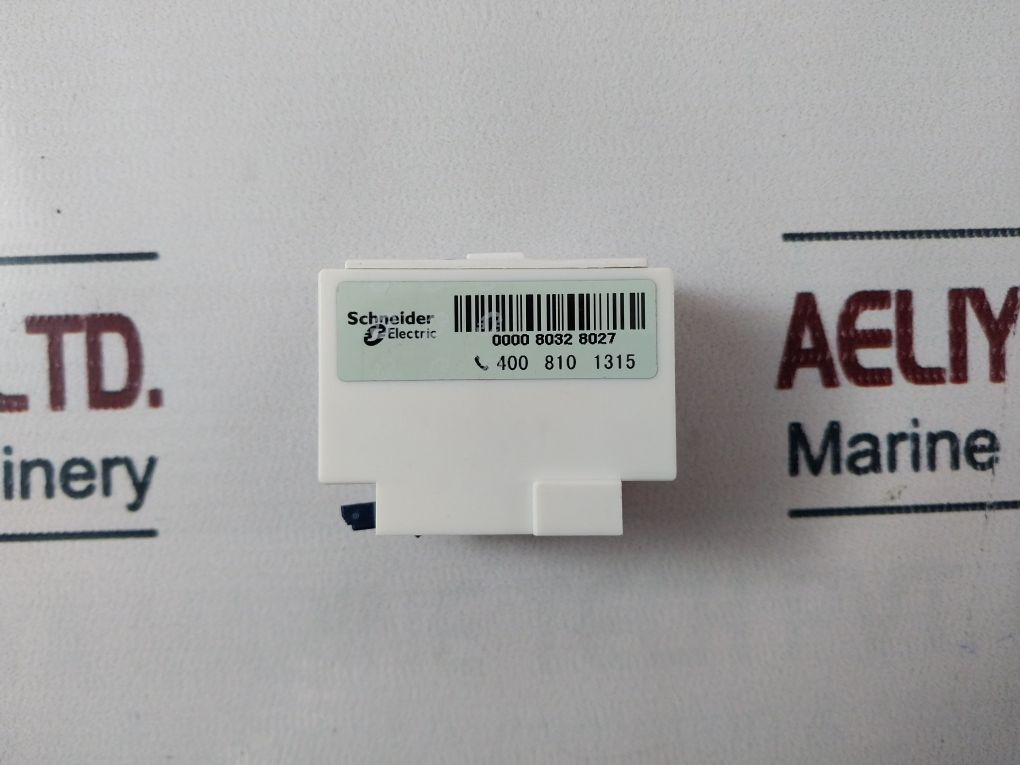 Schneider
Electric
0000 8032 8027
400 810 1315
LTD.
inery
AELIY
Marine